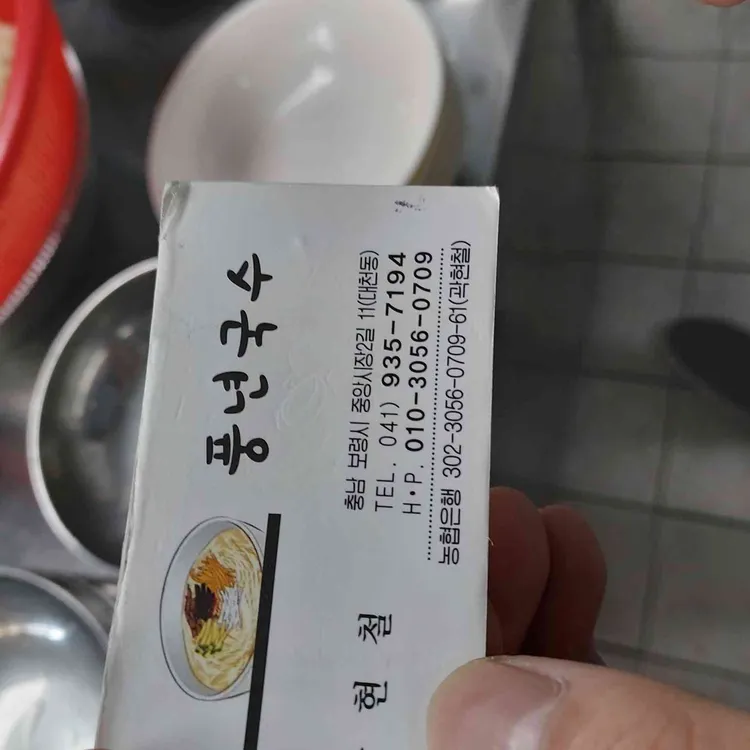 풍년국수
충남 보령시 중앙시장2길 11(대천동)
TEL. 041) 935-7194
H·P. 010-3056-0709
농협은행 302-3056-0709-61(곽현철)
현 철